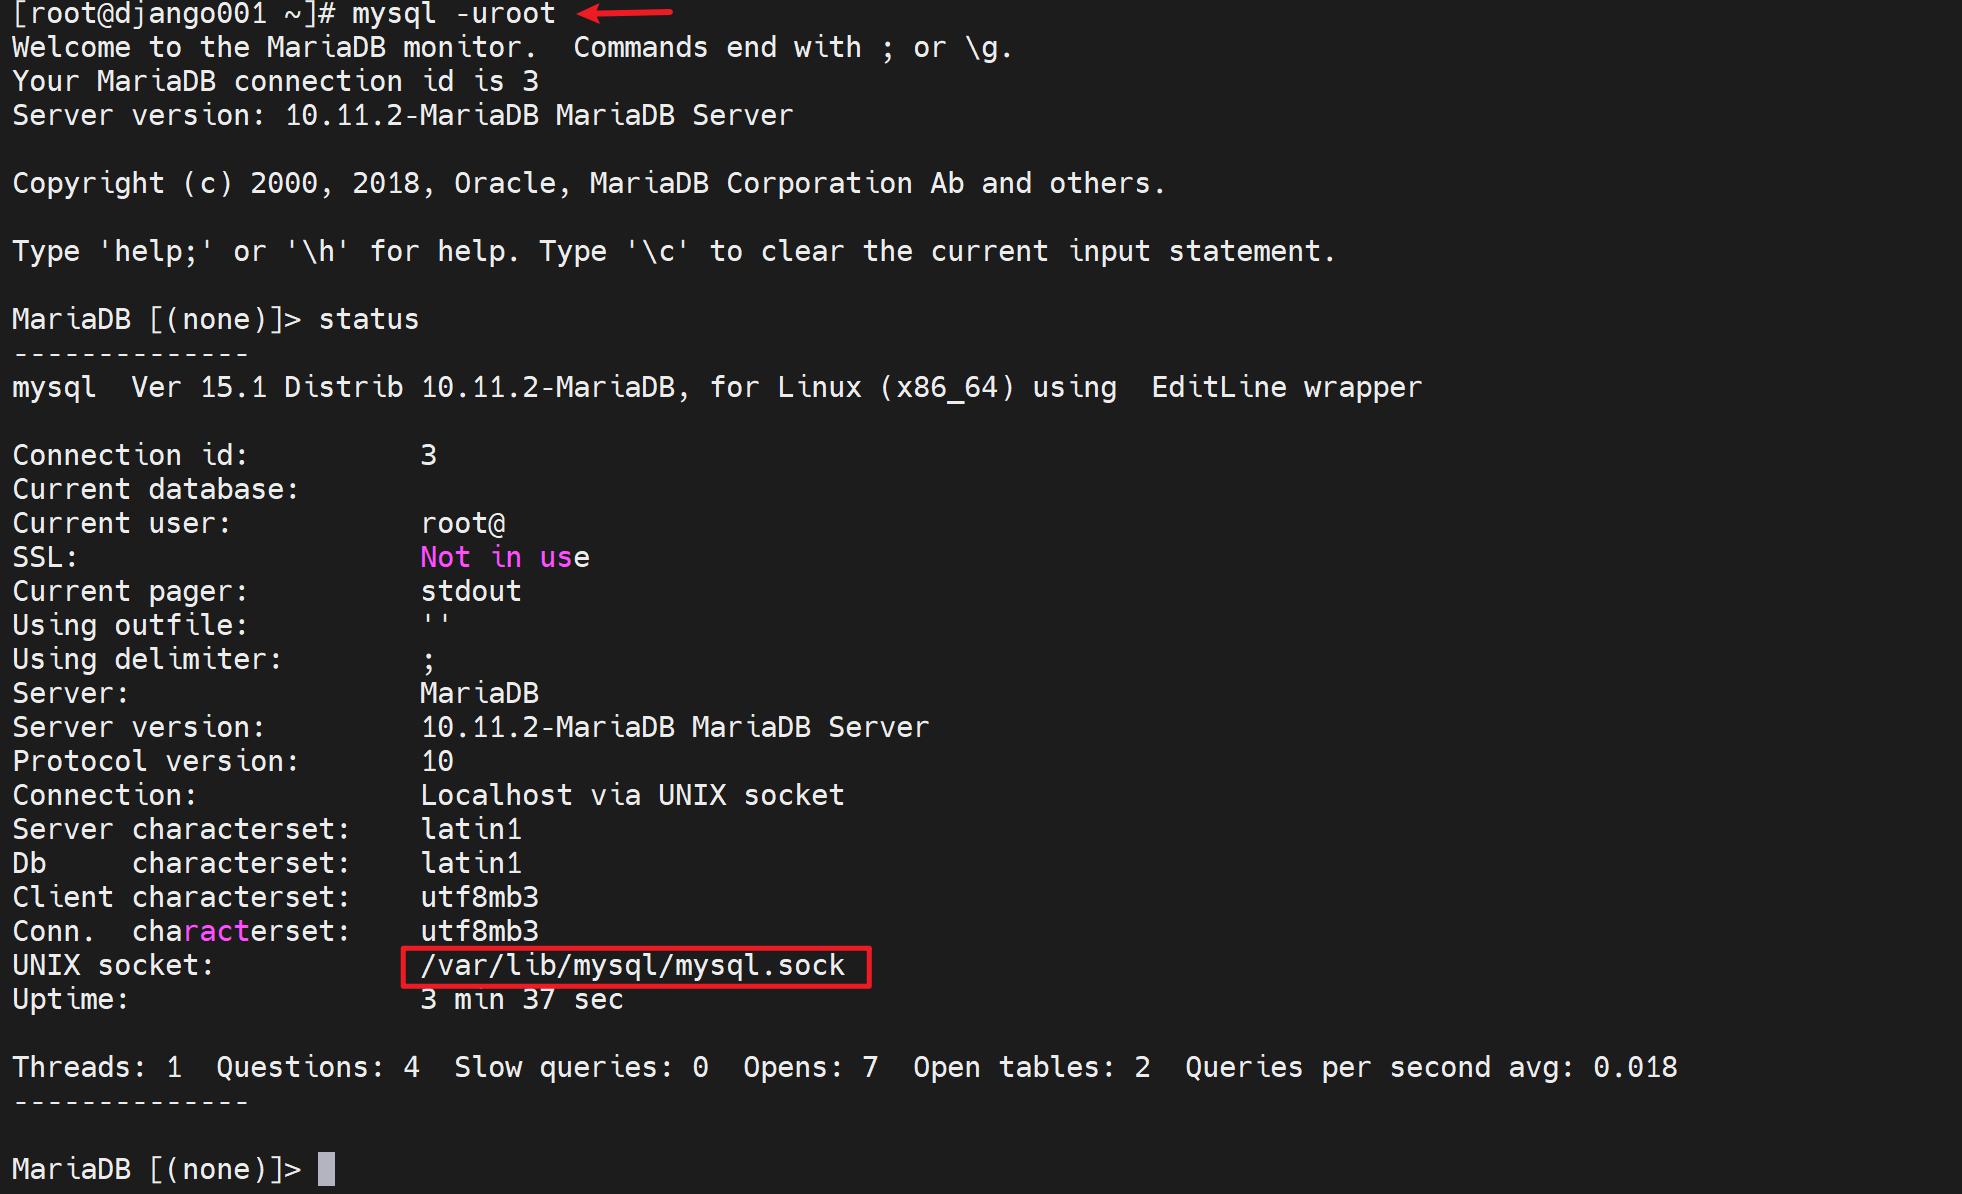 [root@django001 ~]# mysql -uroot
Welcome to the MariaDB monitor.  Commands end with ; or \g.
Your MariaDB connection id is 3
Server version: 10.11.2-MariaDB MariaDB Server
Copyright (c) 2000, 2018, Oracle, MariaDB Corporation Ab and others.
Type 'help;' or '\h' for help. Type '\c' to clear the current input statement.
MariaDB [(none)]> status
--------------
mysql  Ver 15.1 Distrib 10.11.2-MariaDB, for Linux (x86_64) using  EditLine wrapper
Connection id:          3
Current database:
Current user:           root@
SSL:                    Not in use
Current pager:          stdout
Using outfile:          ''
Using delimiter:        ;
Server:                 MariaDB
Server version:         10.11.2-MariaDB MariaDB Server
Protocol version:       10
Connection:             Localhost via UNIX socket
Server characterset:    latin1
Db     characterset:    latin1
Client characterset:    utf8mb3
Conn.  characterset:    utf8mb3
UNIX socket:            /var/lib/mysql/mysql.sock
Uptime:                 3 min 37 sec
Threads: 1  Questions: 4  Slow queries: 0  Opens: 7  Open tables: 2  Queries per second avg: 0.018
--------------
MariaDB [(none)]>